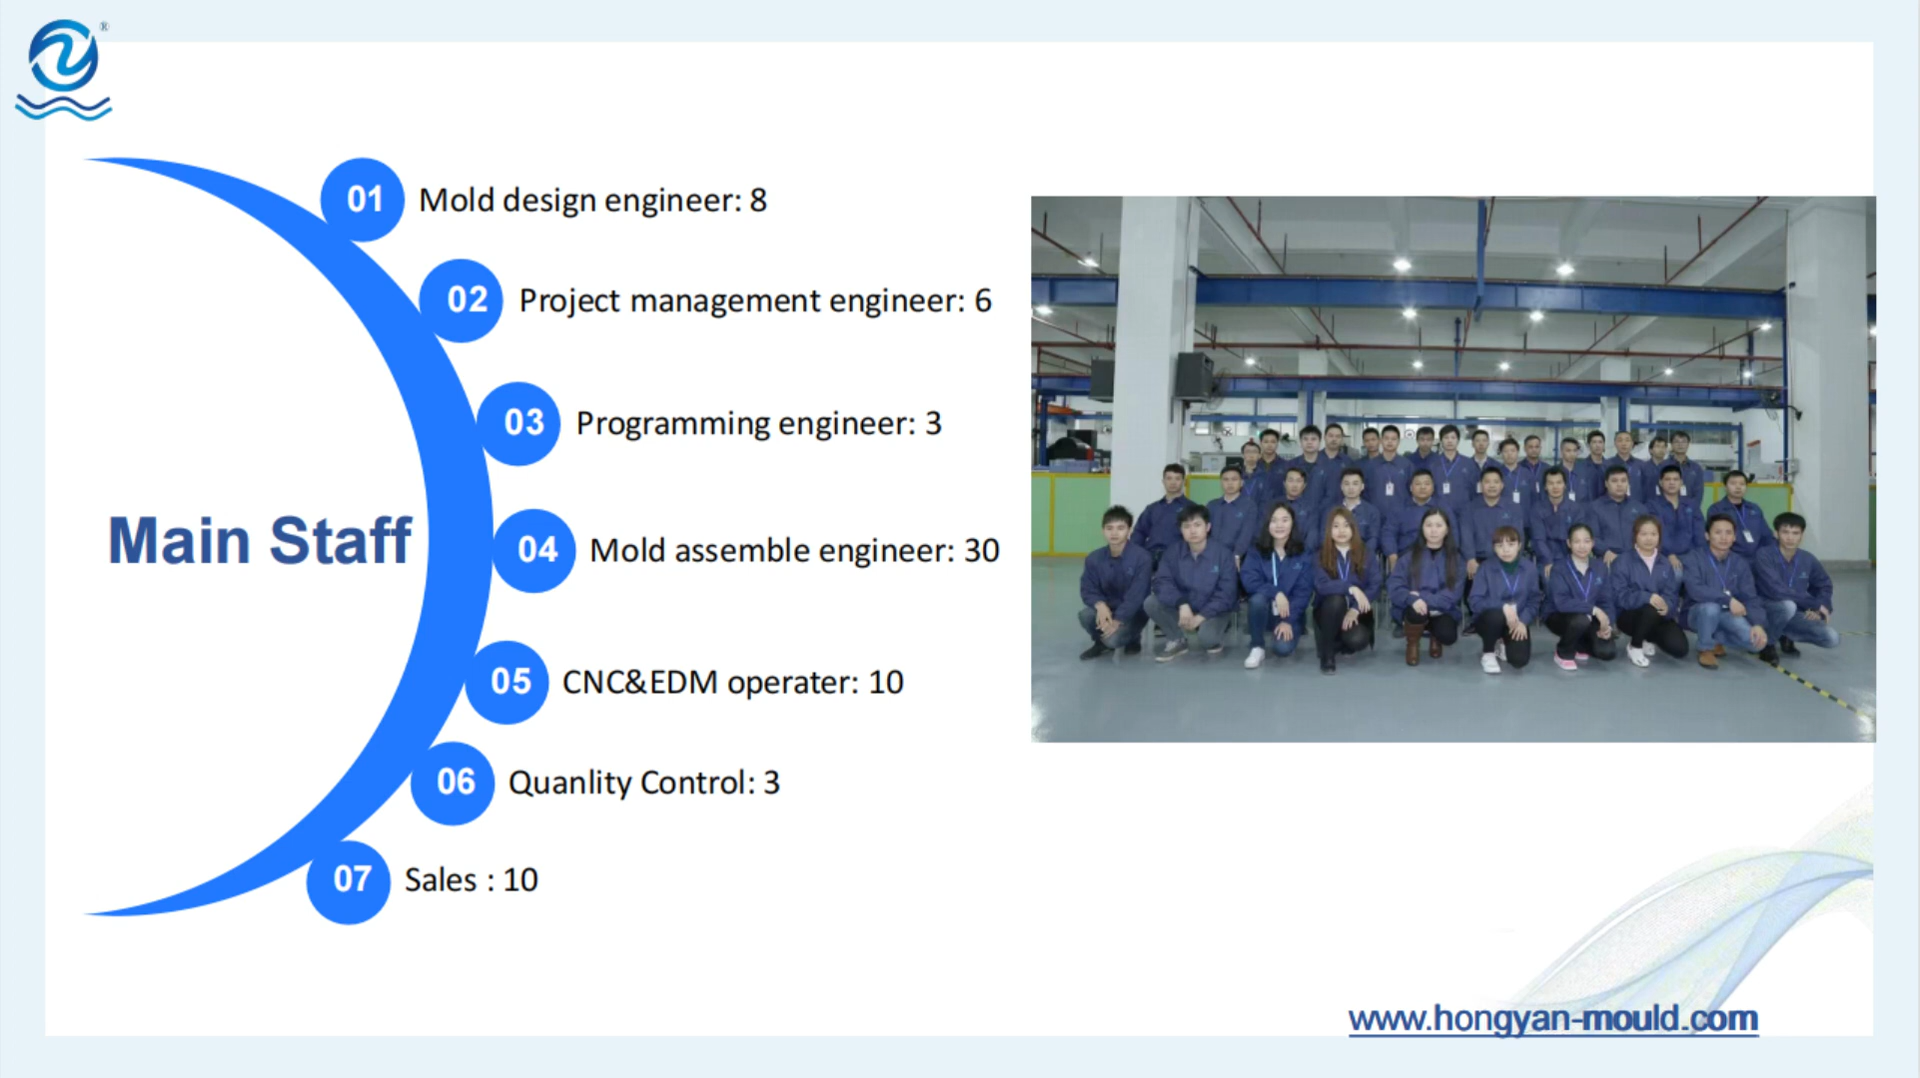 ®
01 Mold design engineer: 8
02 Project management engineer: 6
03 Programming engineer: 3
Main Staff
04 Mold assemble engineer: 30
05 CNC&EDM operater: 10
06 Quanlity Control: 3
07 Sales : 10
www.hongyan-mould.com